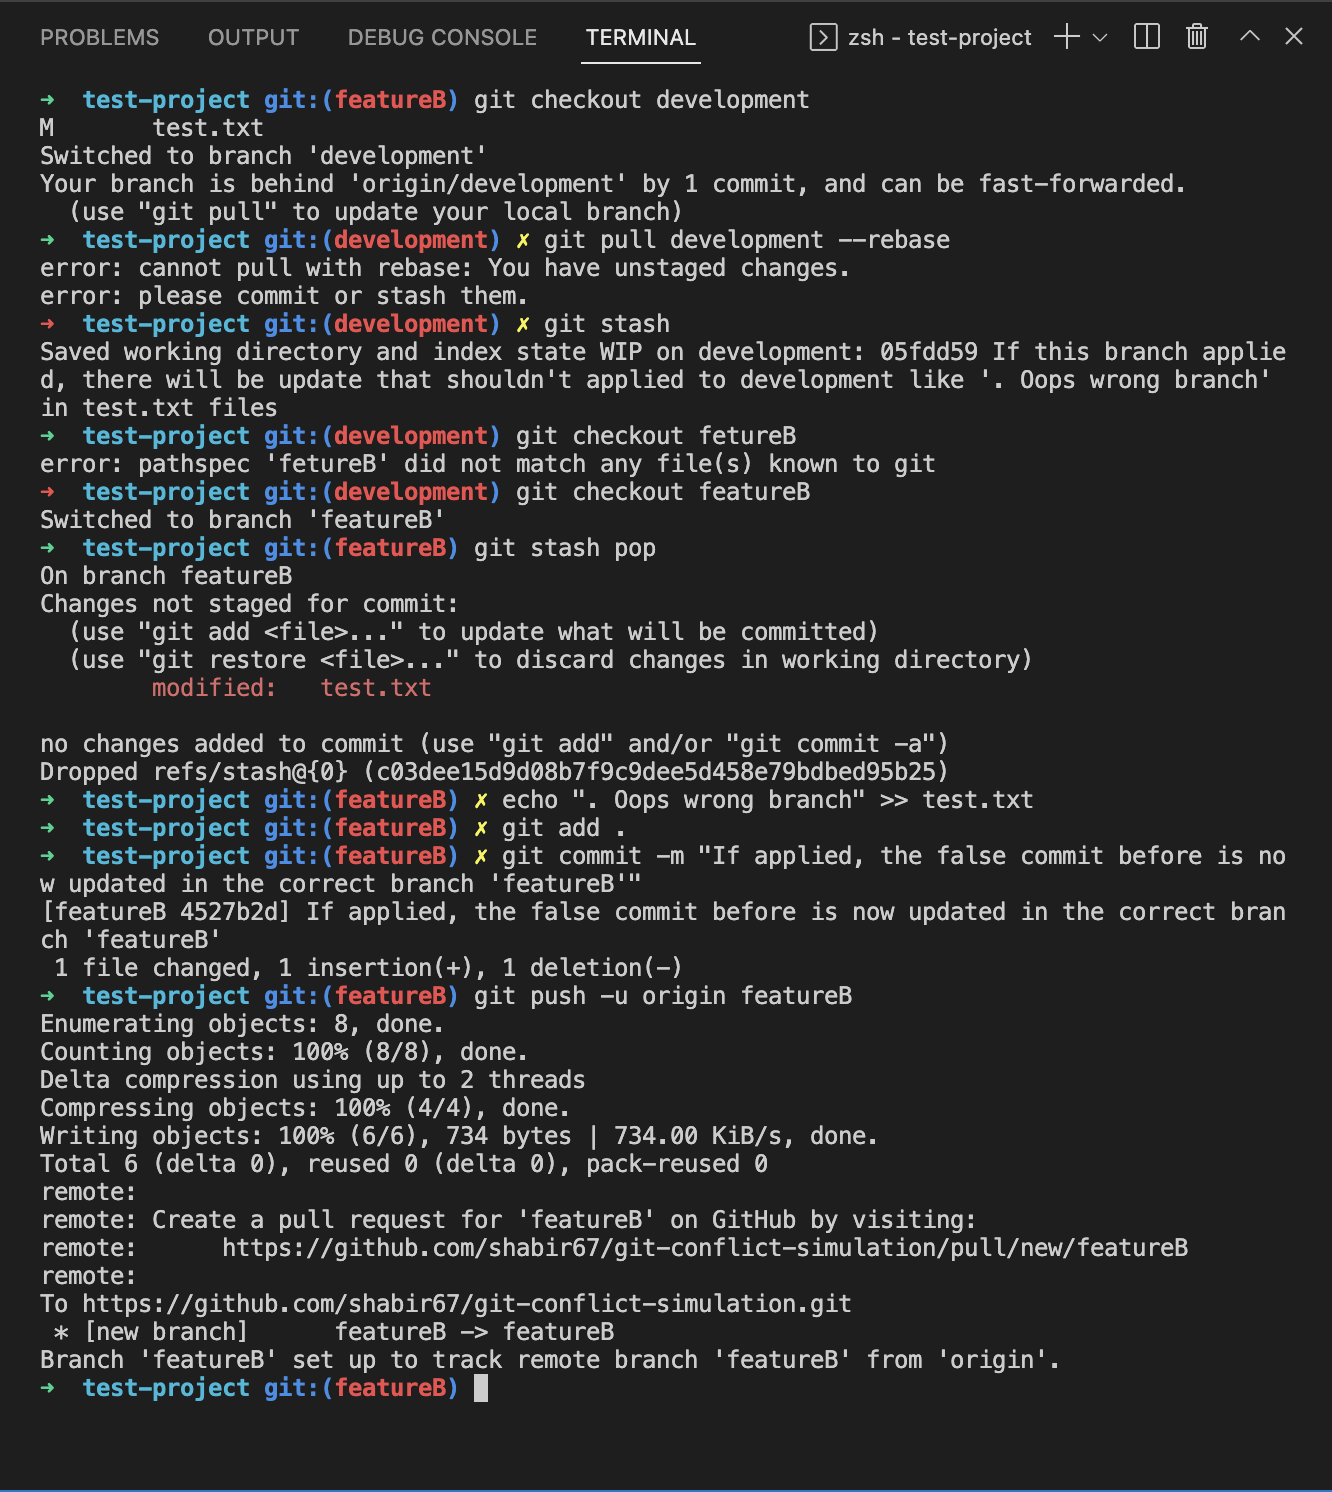 PROBLEMS OUTPUT DEBUG CONSOLE TERMINAL zsh - test-project
➜  test-project git:(featureB) git checkout development
M       test.txt
Switched to branch 'development'
Your branch is behind 'origin/development' by 1 commit, and can be fast-forwarded.
  (use "git pull" to update your local branch)
➜  test-project git:(development) ✗ git pull development --rebase
error: cannot pull with rebase: You have unstaged changes.
error: please commit or stash them.
➜  test-project git:(development) ✗ git stash
Saved working directory and index state WIP on development: 05fdd59 If this branch applie
d, there will be update that shouldn't applied to development like '. Oops wrong branch'
in test.txt files
➜  test-project git:(development) git checkout fetureB
error: pathspec 'fetureB' did not match any file(s) known to git
➜  test-project git:(development) git checkout featureB
Switched to branch 'featureB'
➜  test-project git:(featureB) git stash pop
On branch featureB
Changes not staged for commit:
  (use "git add <file>..." to update what will be committed)
  (use "git restore <file>..." to discard changes in working directory)
        modified:   test.txt

no changes added to commit (use "git add" and/or "git commit -a")
Dropped refs/stash@{0} (c03dee15d9d08b7f9c9dee5d458e79bdbed95b25)
➜  test-project git:(featureB) ✗ echo ". Oops wrong branch" >> test.txt
➜  test-project git:(featureB) ✗ git add .
➜  test-project git:(featureB) ✗ git commit -m "If applied, the false commit before is no
w updated in the correct branch 'featureB'"
[featureB 4527b2d] If applied, the false commit before is now updated in the correct bran
ch 'featureB'
 1 file changed, 1 insertion(+), 1 deletion(-)
➜  test-project git:(featureB) git push -u origin featureB
Enumerating objects: 8, done.
Counting objects: 100% (8/8), done.
Delta compression using up to 2 threads
Compressing objects: 100% (4/4), done.
Writing objects: 100% (6/6), 734 bytes | 734.00 KiB/s, done.
Total 6 (delta 0), reused 0 (delta 0), pack-reused 0
remote:
remote: Create a pull request for 'featureB' on GitHub by visiting:
remote:      https://github.com/shabir67/git-conflict-simulation/pull/new/featureB
remote:
To https://github.com/shabir67/git-conflict-simulation.git
 * [new branch]      featureB -> featureB
Branch 'featureB' set up to track remote branch 'featureB' from 'origin'.
➜  test-project git:(featureB)